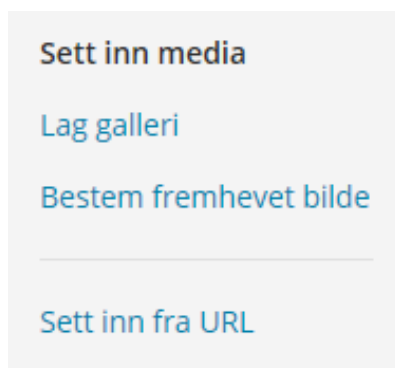 Sett inn media
Lag galleri
Bestem fremhevet bilde
Sett inn fra URL